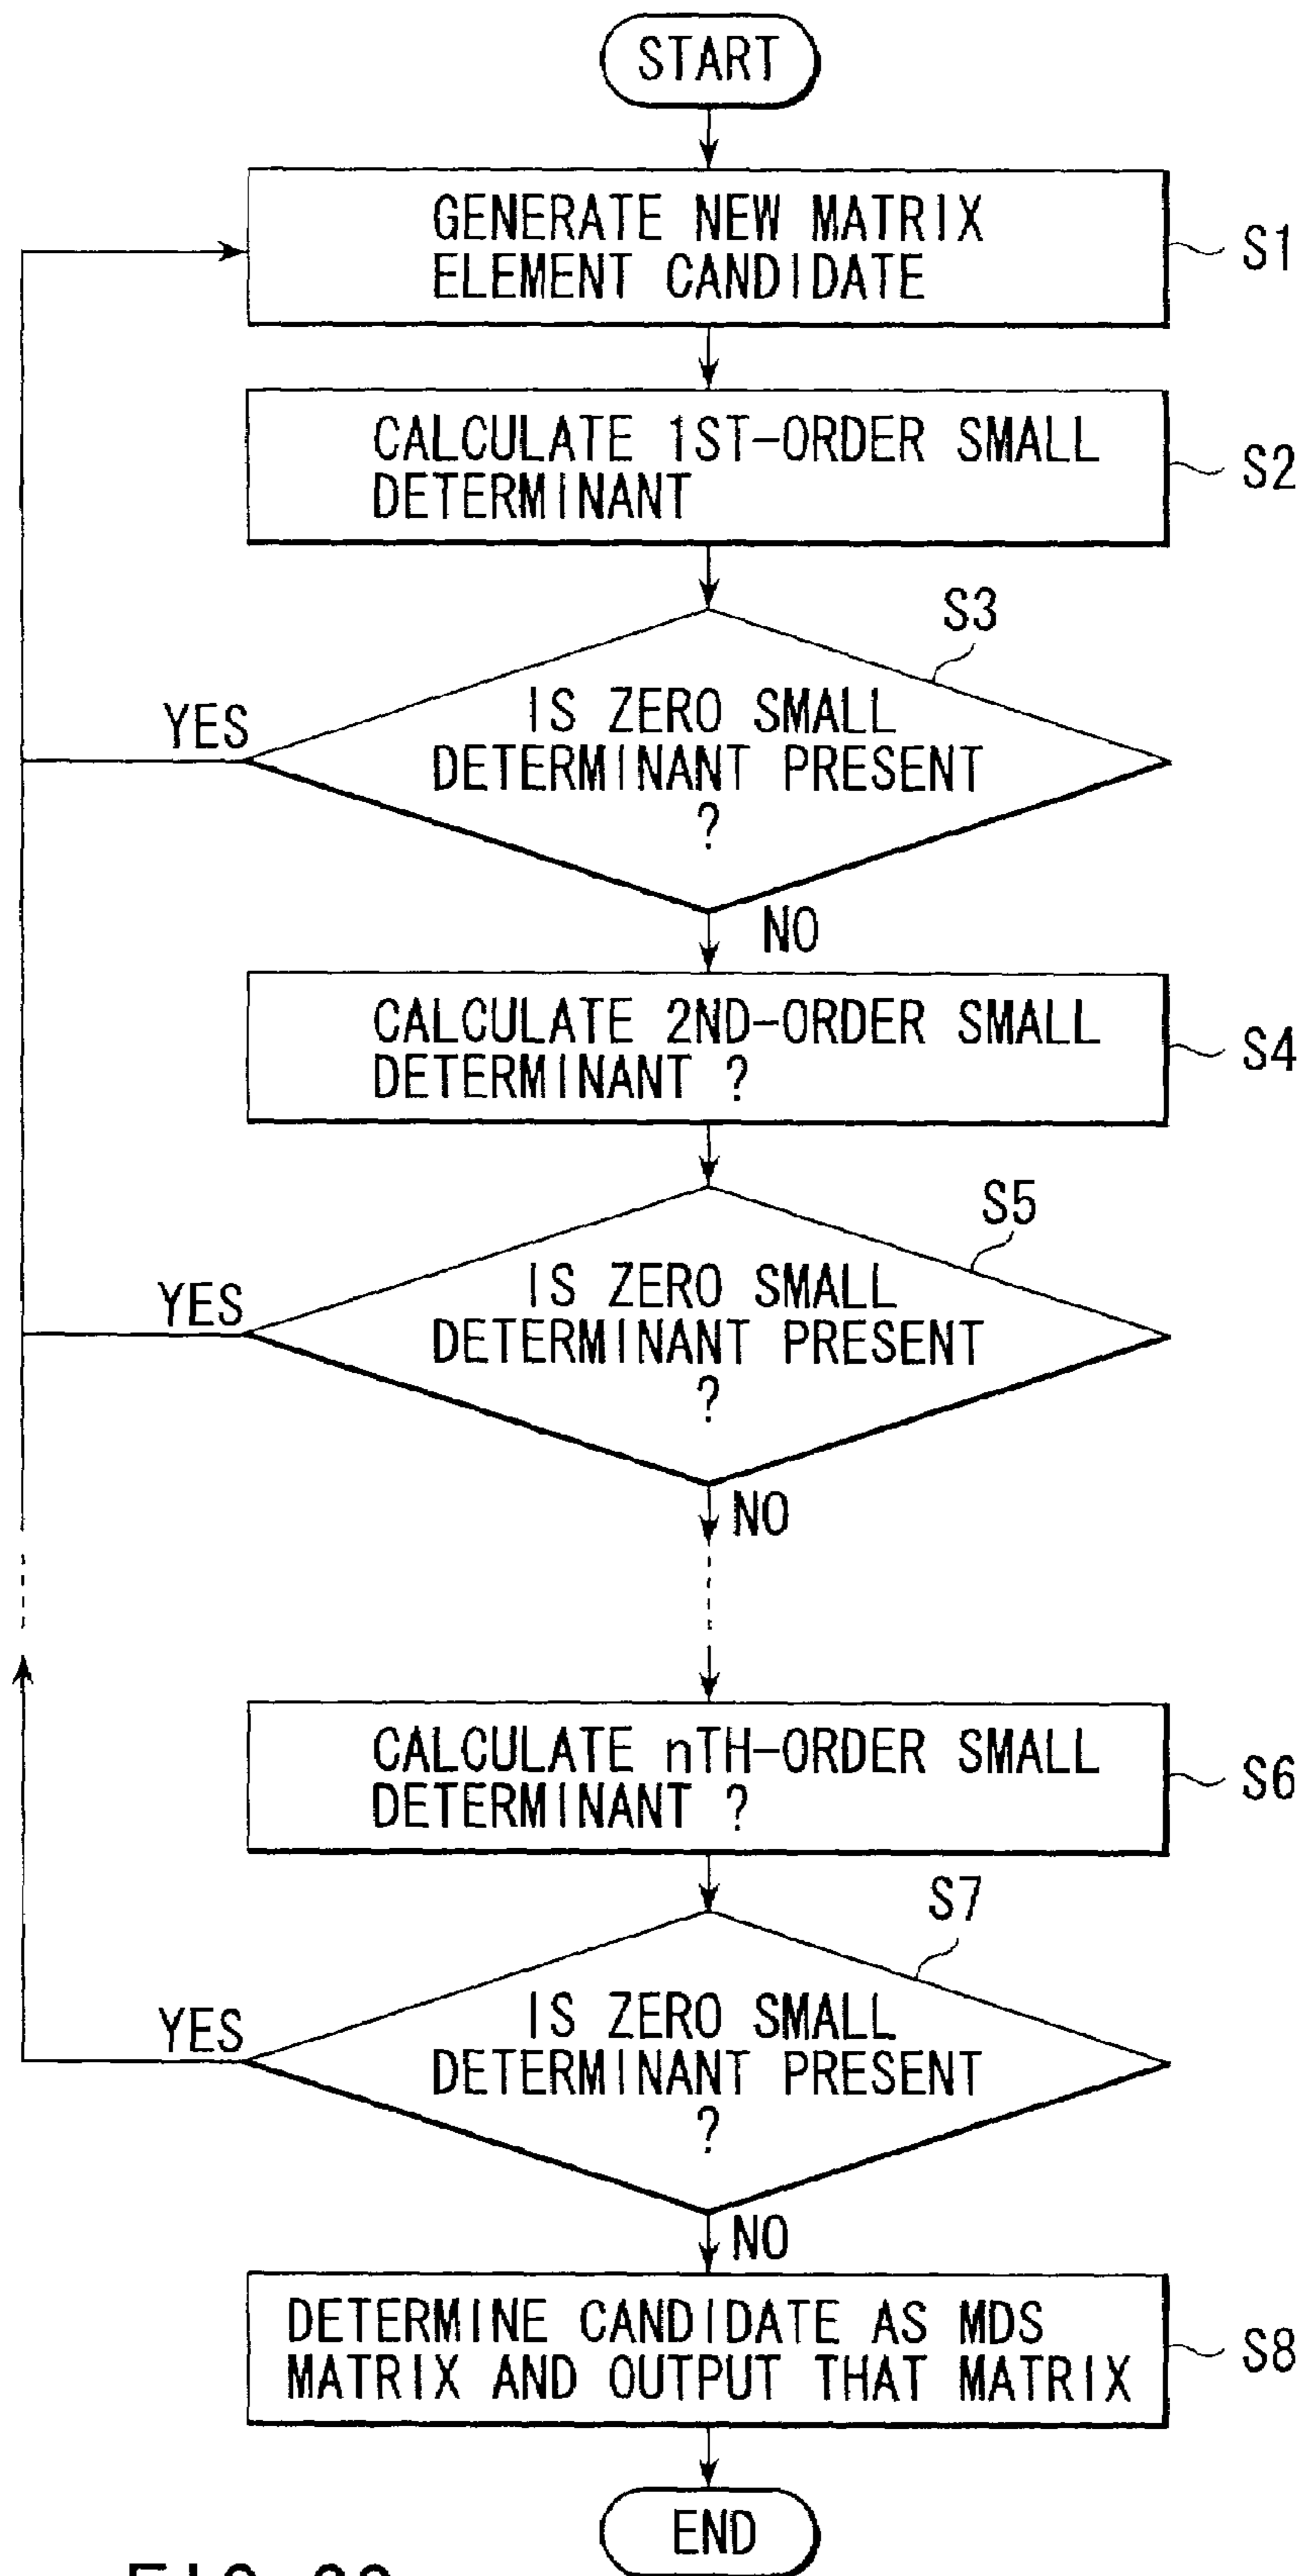 START
GENERATE NEW MATRIX
ELEMENT CANDIDATE
S1
CALCULATE 1ST-ORDER SMALL
DETERMINANT
S2
S3
IS ZERO SMALL
DETERMINANT PRESENT
?
YES
NO
CALCULATE 2ND-ORDER SMALL
DETERMINANT ?
S4
S5
IS ZERO SMALL
DETERMINANT PRESENT
?
YES
NO
CALCULATE nTH-ORDER SMALL
DETERMINANT ?
S6
S7
IS ZERO SMALL
DETERMINANT PRESENT
?
YES
NO
DETERMINE CANDIDATE AS MDS
MATRIX AND OUTPUT THAT MATRIX
S8
END